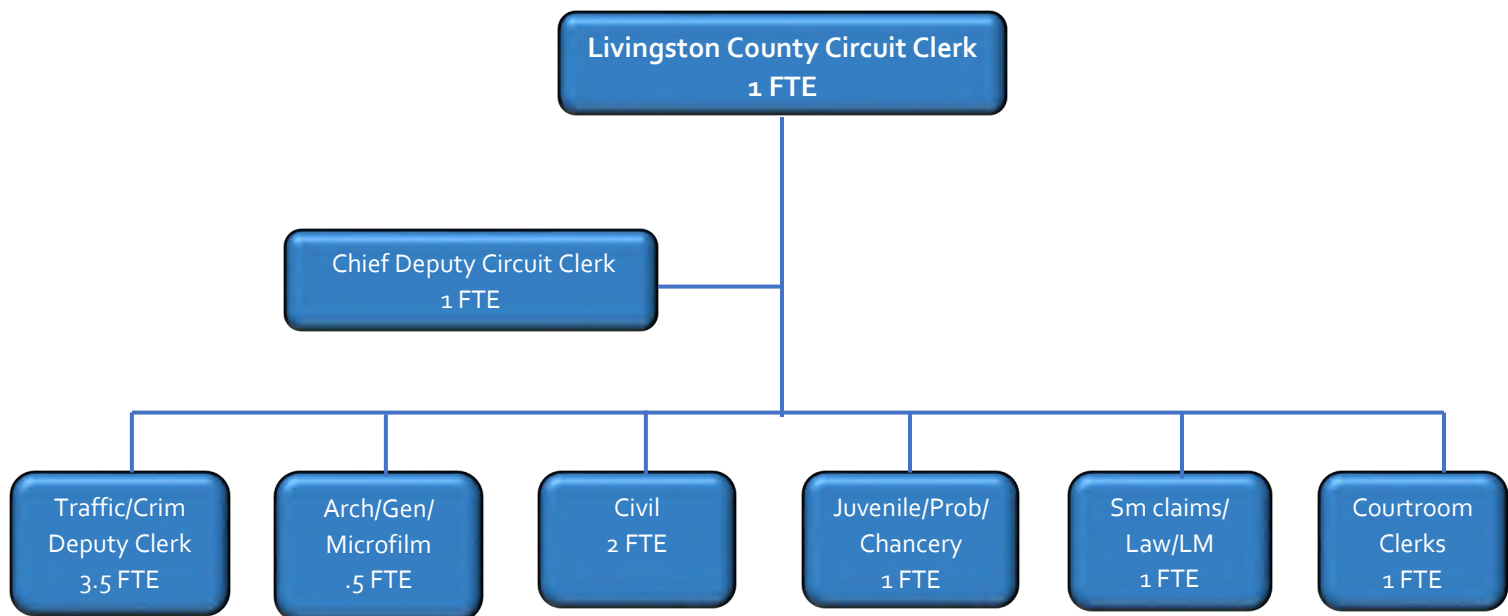 Livingston County Circuit Clerk
1 FTE
Chief Deputy Circuit Clerk
1 FTE
Traffic/Crim
Deputy Clerk
3.5 FTE
Arch/Gen/
Microfilm
.5 FTE
Civil
2 FTE
Juvenile/Prob/
Chancery
1 FTE
Sm claims/
Law/LM
1 FTE
Courtroom
Clerks
1 FTE